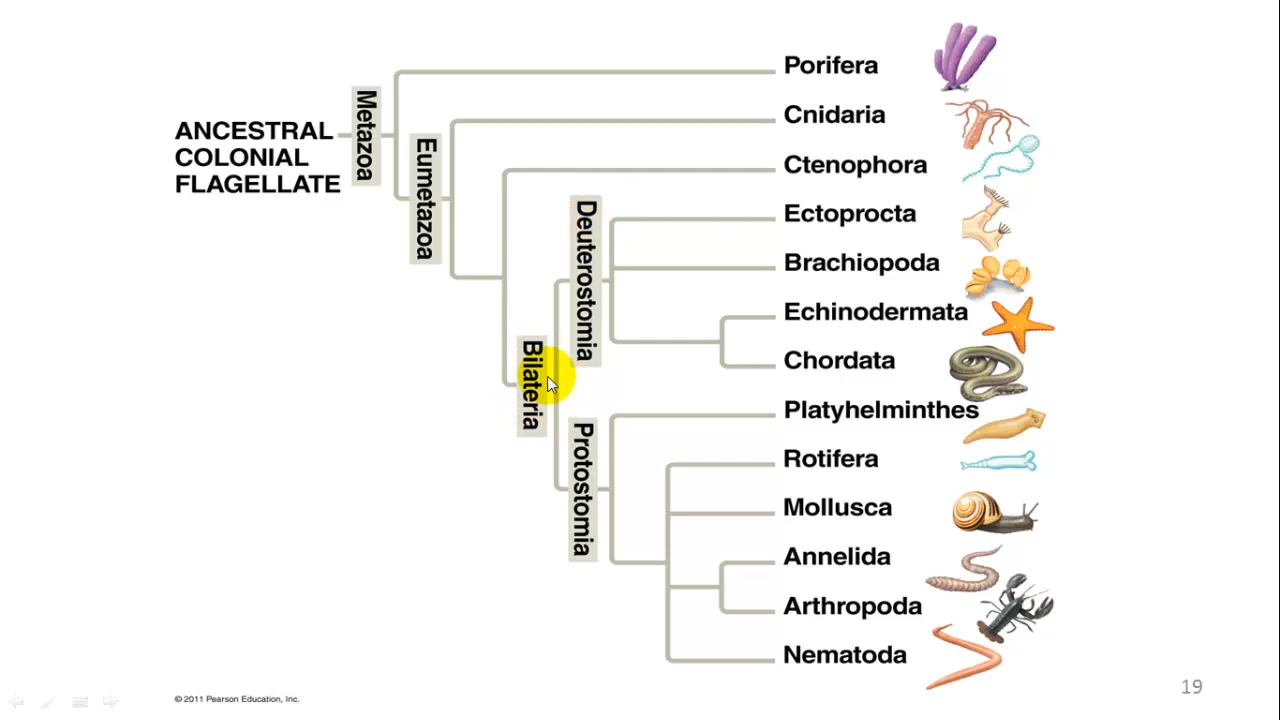 ANCESTRAL
COLONIAL
FLAGELLATE
Metazoa
Eumetazoa
Bilateria
Deuterostomia
Protostomia
Porifera
Cnidaria
Ctenophora
Ectoprocta
Brachiopoda
Echinodermata
Chordata
Platyhelminthes
Rotifera
Mollusca
Annelida
Arthropoda
Nematoda
© 2011 Pearson Education, Inc.
19